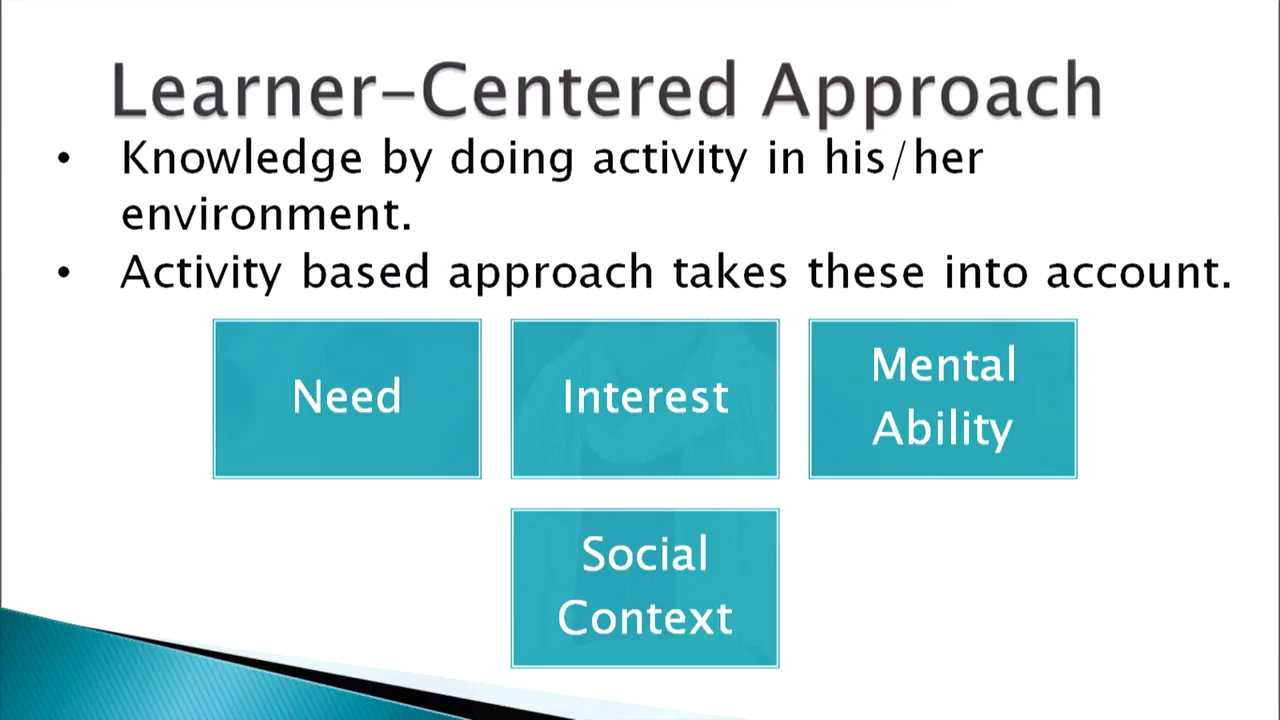 Learner-Centered Approach
• Knowledge by doing activity in his/her
environment.
• Activity based approach takes these into account.
Need
Interest
Mental
Ability
Social
Context